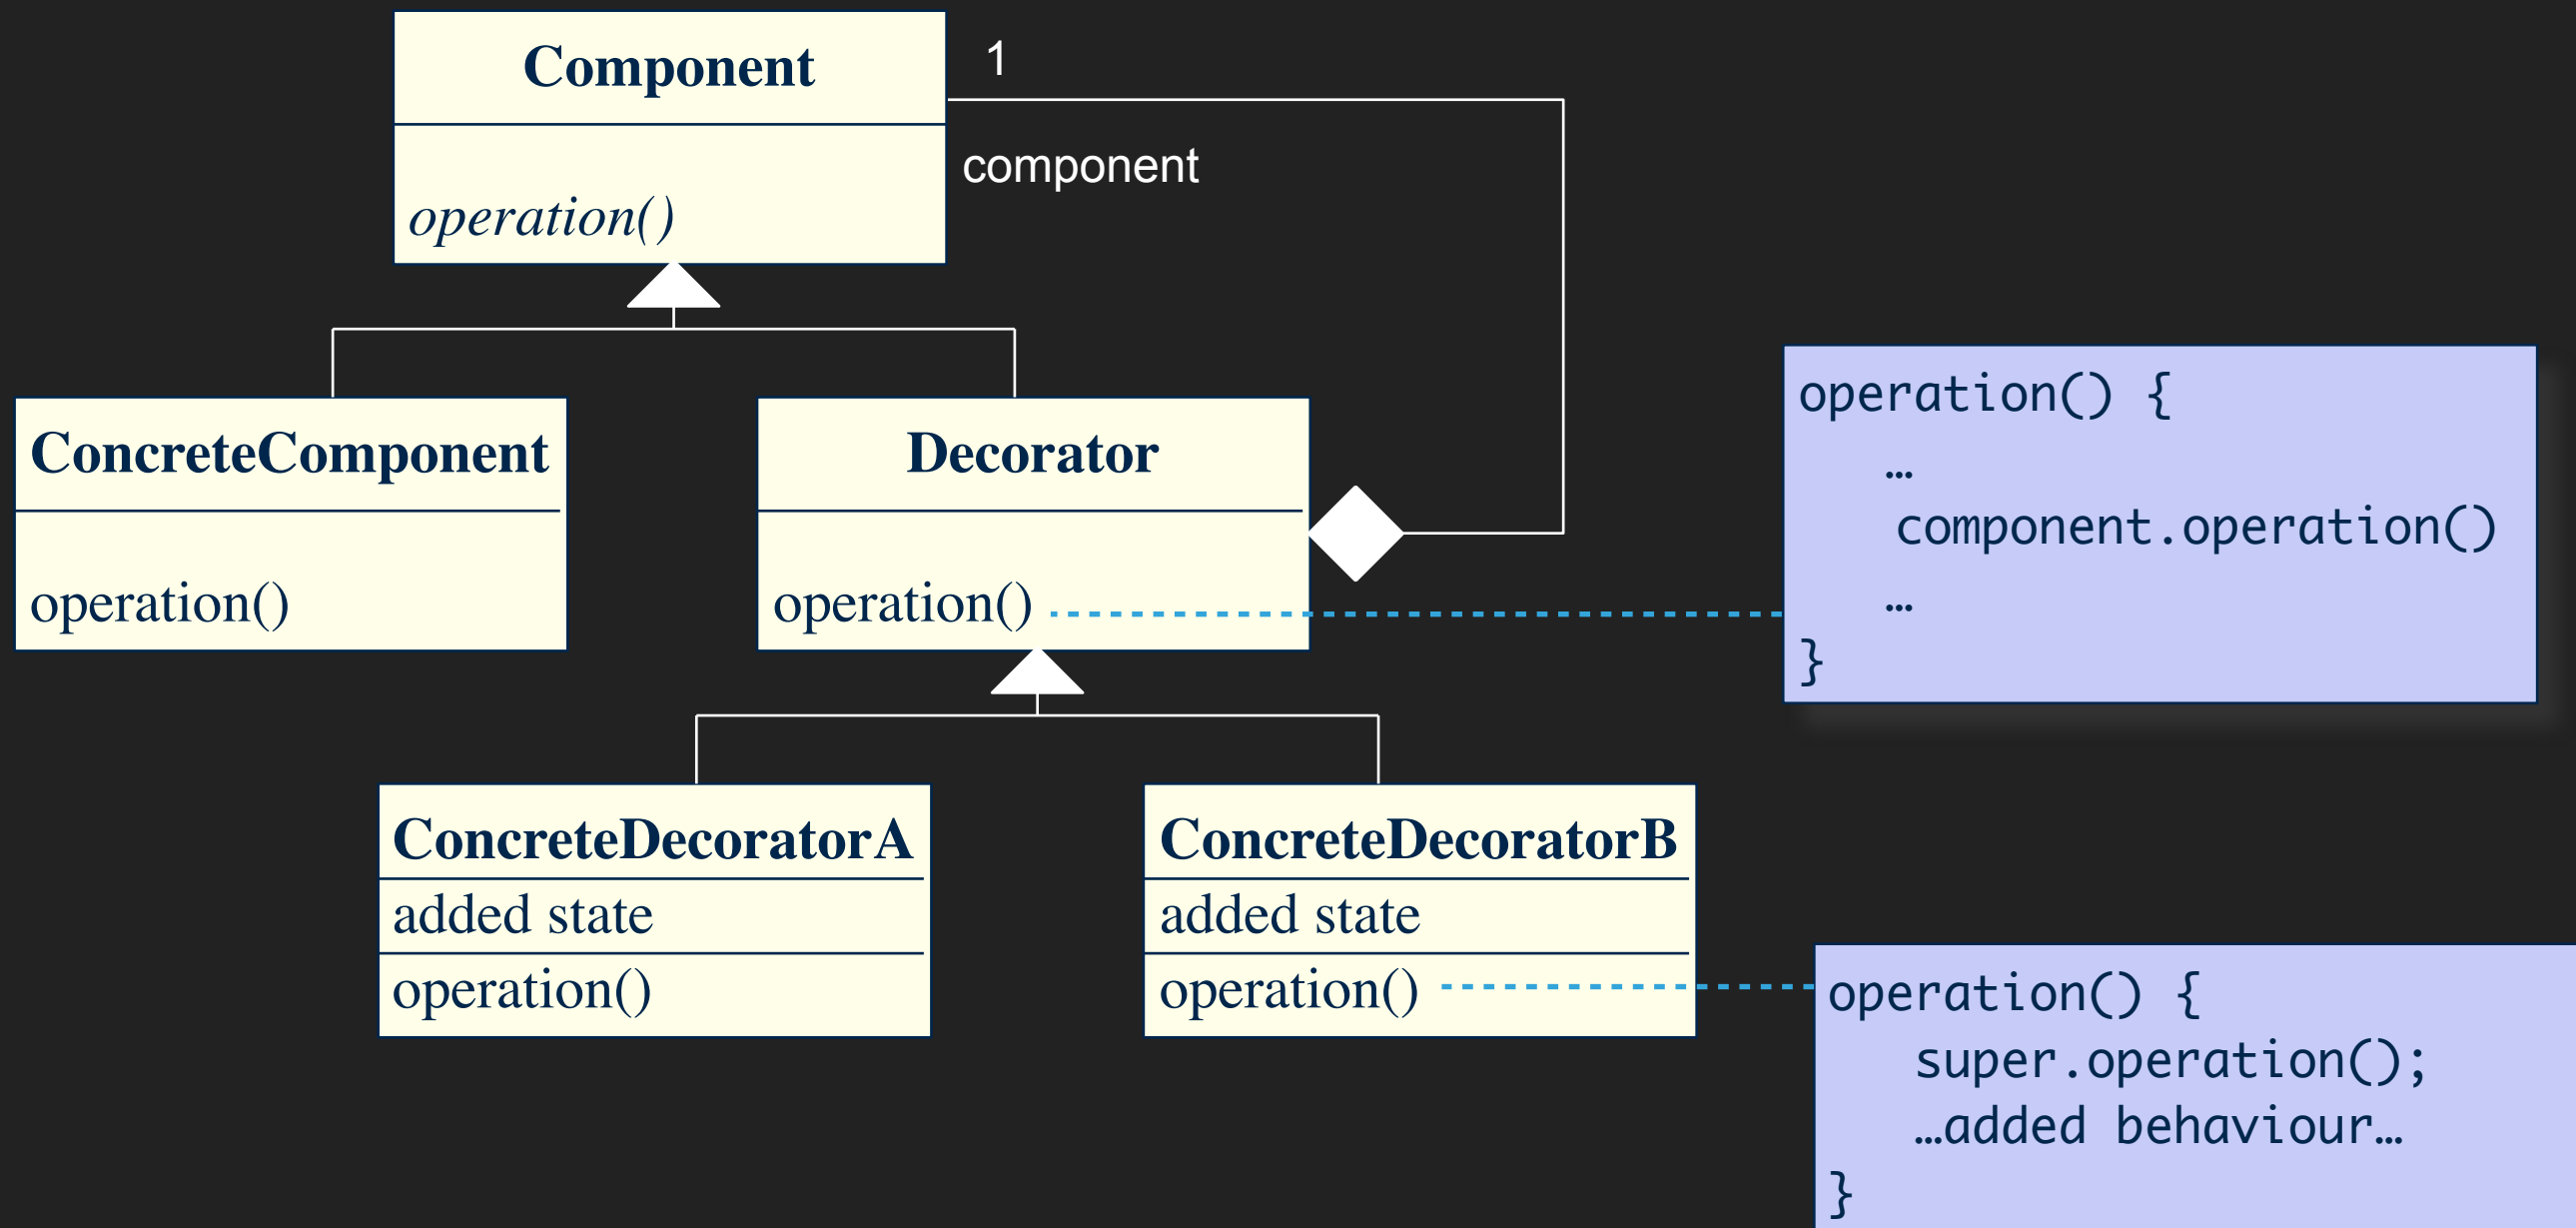 Component
1
component
operation()
ConcreteComponent
operation()
Decorator
operation()
operation() {
…
component.operation()
…
}
ConcreteDecoratorA
added state
operation()
ConcreteDecoratorB
added state
operation()
operation() {
super.operation();
…added behaviour…
}